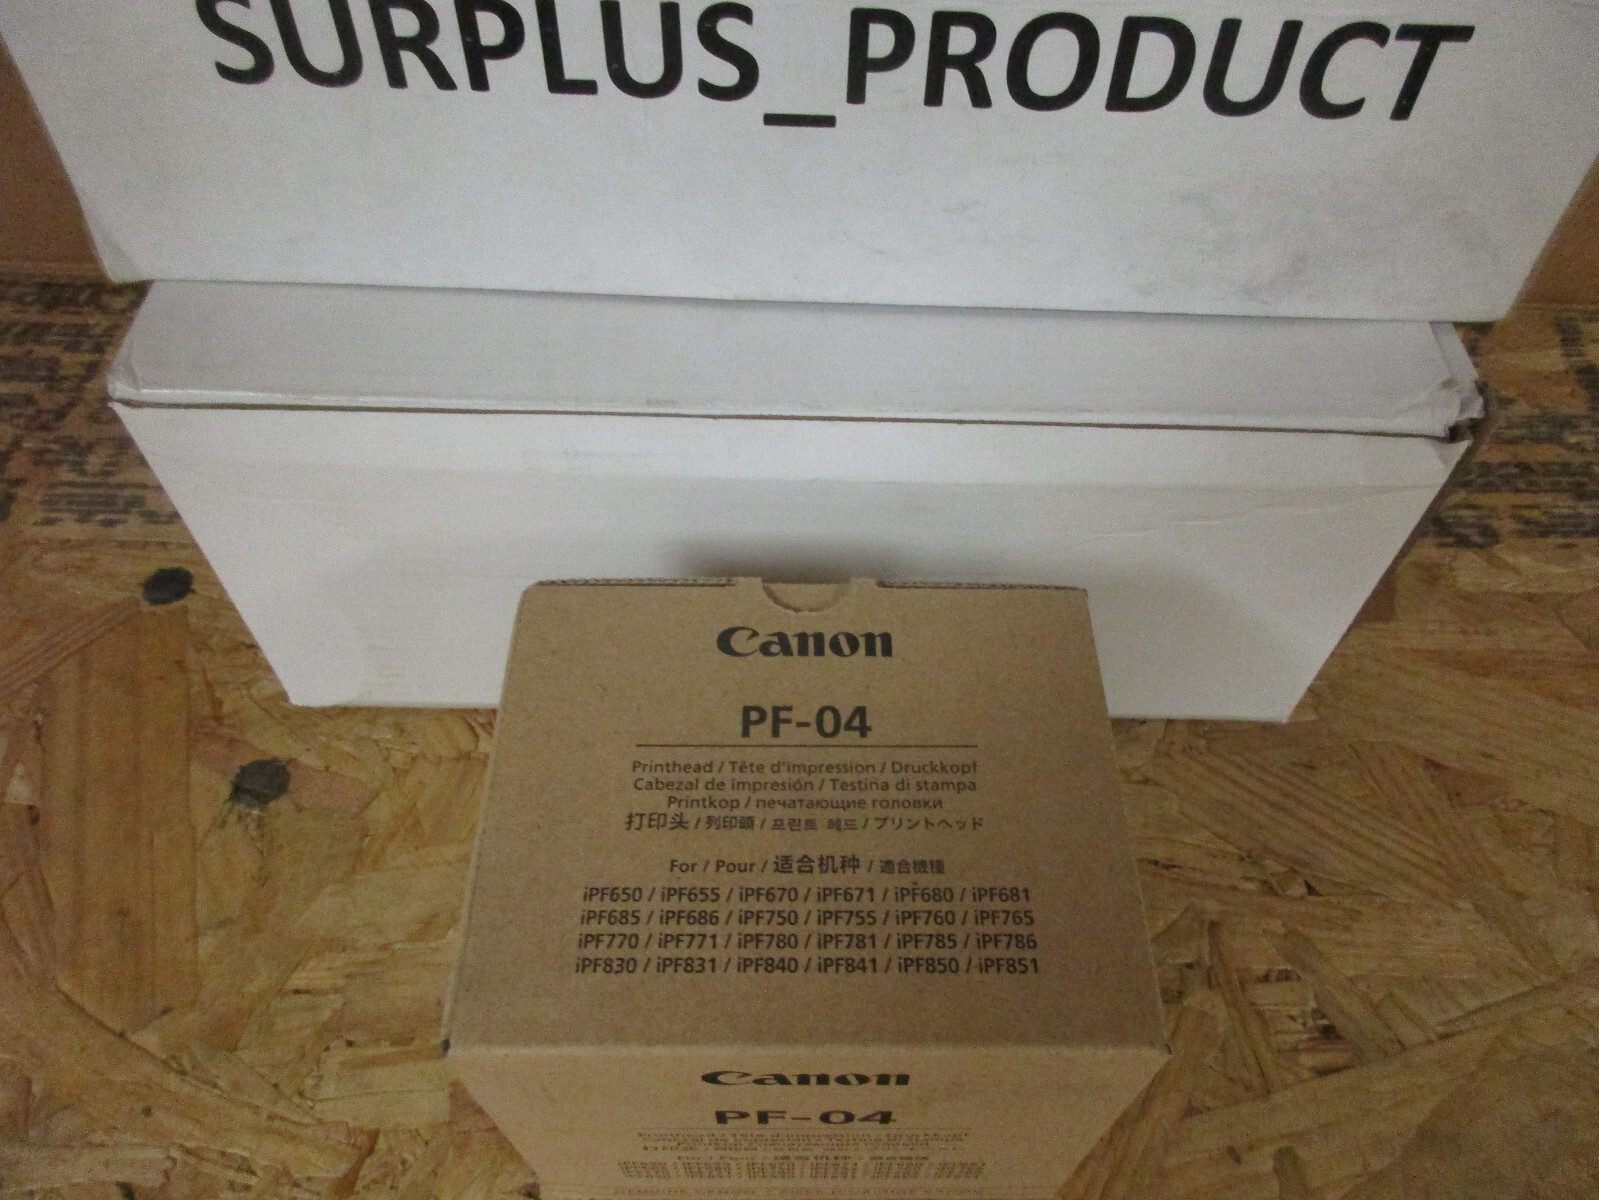 SURPLUS_PRODUCT
Canon
PF-04
Printhead / Tête d'impression / Druckkopf
Cabezal de impresión / Testina di stampa
Printkop / печатающие головки
打印头 / 列印頭 / 프린트 헤드 / プリントヘッド
For / Pour / 适合机种 / 適合機種
iPF650 / iPF655 / iPF670 / iPF671 / iPF680 / iPF681
iPF685 / iPF686 / iPF750 / iPF755 / iPF760 / iPF765
iPF770 / iPF771 / iPF780 / iPF781 / iPF785 / iPF786
iPF830 / iPF831 / iPF840 / iPF841 / iPF850 / iPF851
Canon
PF-04